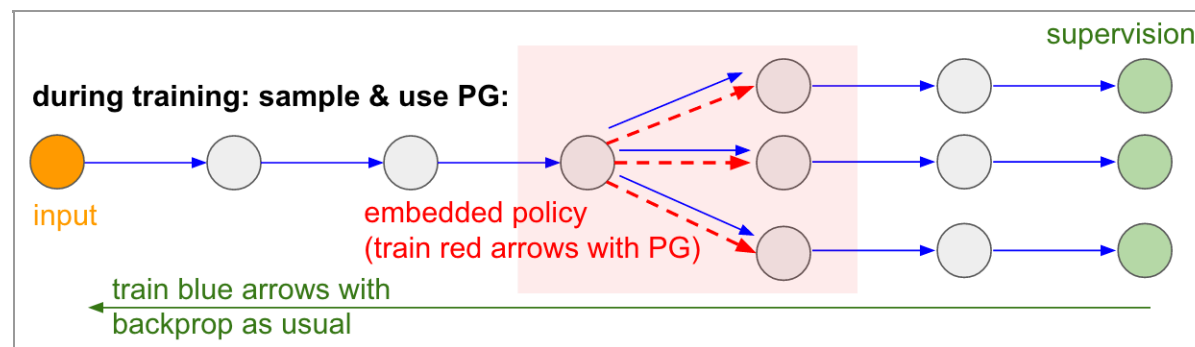 supervision
during training: sample & use PG:
input
embedded policy
(train red arrows with PG)
train blue arrows with
backprop as usual